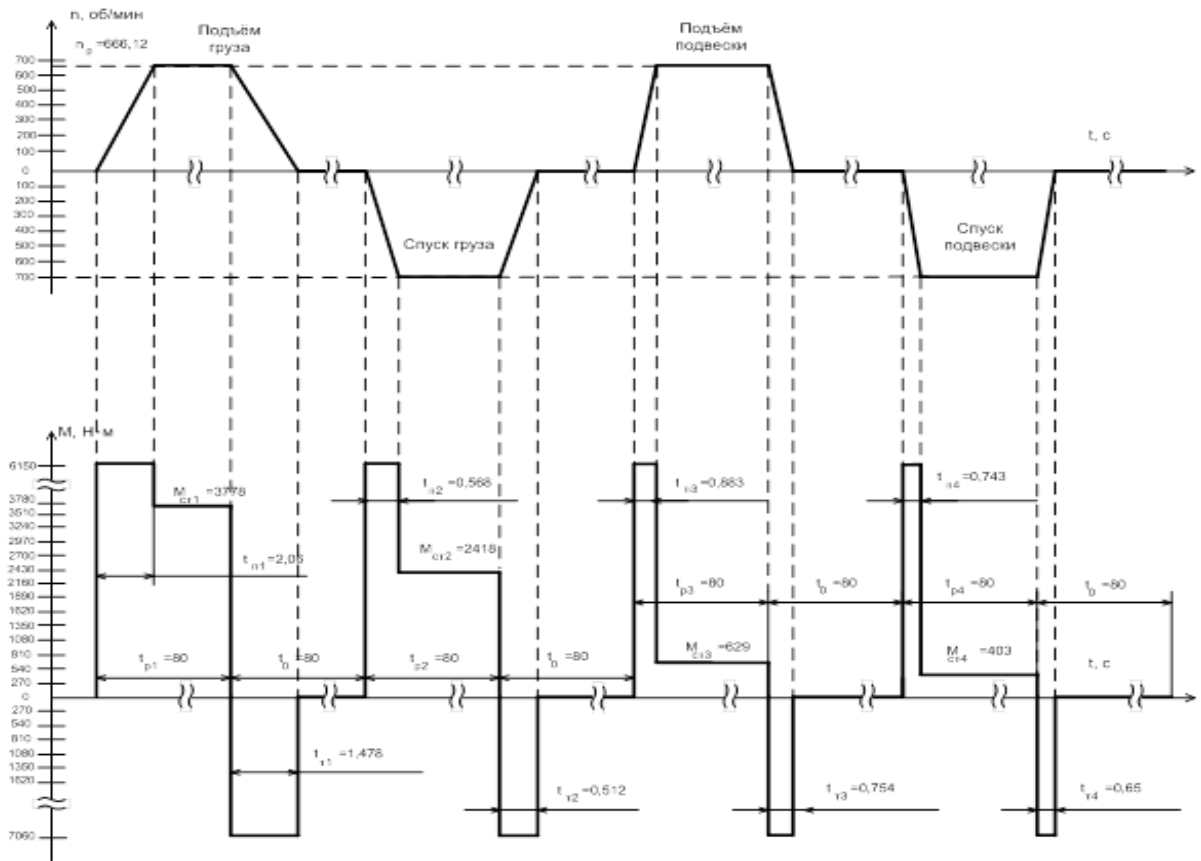 n, об/мин
n р =666,12
Подъём
груза
Подъём
подвески
700
600
500
400
300
200
100
0
100
200
300
400
500
600
700
t, c
Спуск груза
Спуск
подвески
М, Н·м
6150
3780
3510
3240
2970
2700
2430
2160
1890
1620
1350
1080
810
540
270
0
270
540
810
1080
1350
1620
7060
M ст1 =3778
t п2 =0,568
t п3 =0,883
t п4 =0,743
M ст2 =2418
t п1
t р3 =80
t 0 =80
t р4 =80
t 0 =80
M ст3 =629
M ст4 =403
t р1 =80
t 0 =80
t р2 =80
t 0 =80
t, c
t т1 =1,478
t т2 =0,512
t т3 =0,754
t т4 =0,65